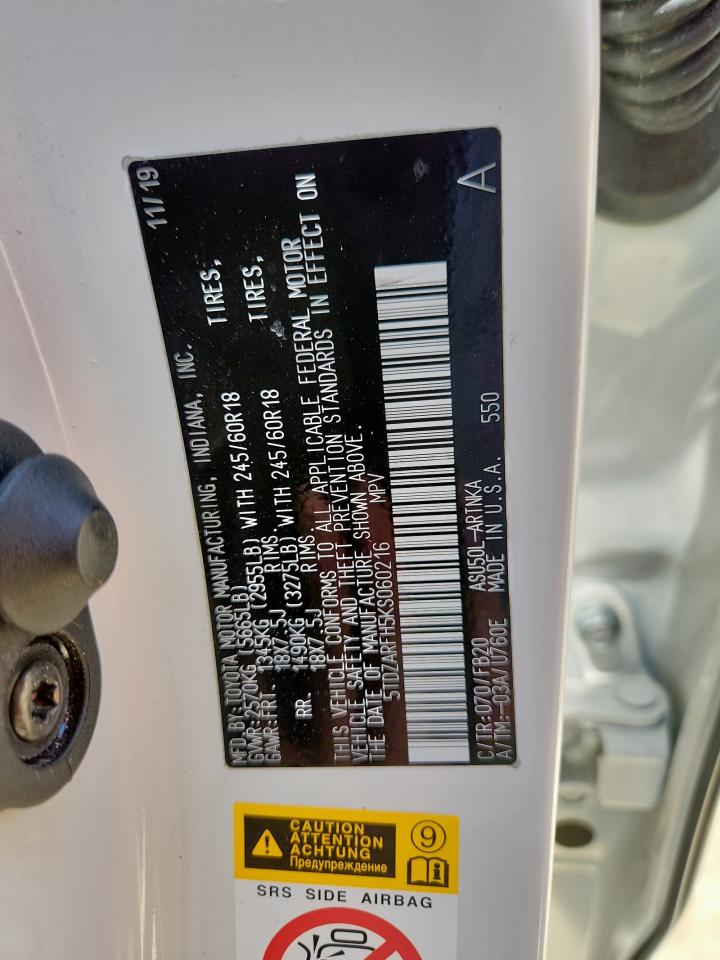 MFD BY:TOYOTA MOTOR MANUFACTURING, INDIANA, INC. 11/19
GVWR:2570KG (5665LB)
GAWR:FRT. 1345KG (2955LB) WITH 245/60R18 TIRES,
18X7.5J RIMS.
RR 1490KG (3275LB) WITH 245/60R18 TIRES,
18X7.5J RIMS.
THIS VEHICLE CONFORMS TO ALL APPLICABLE FEDERAL MOTOR
VEHICLE SAFETY AND THEFT PREVENTION STANDARDS IN EFFECT ON
THE DATE OF MANUFACTURE SHOWN ABOVE.
5TDZARFH5KS060216 MPV
C/TR:070/FB20 ASU50L-ARTNKA 550 A
A/TM:-03A/U760E MADE IN U.S.A.
CAUTION
ATTENTION
ACHTUNG
Предупреждение
9
SRS SIDE AIRBAG